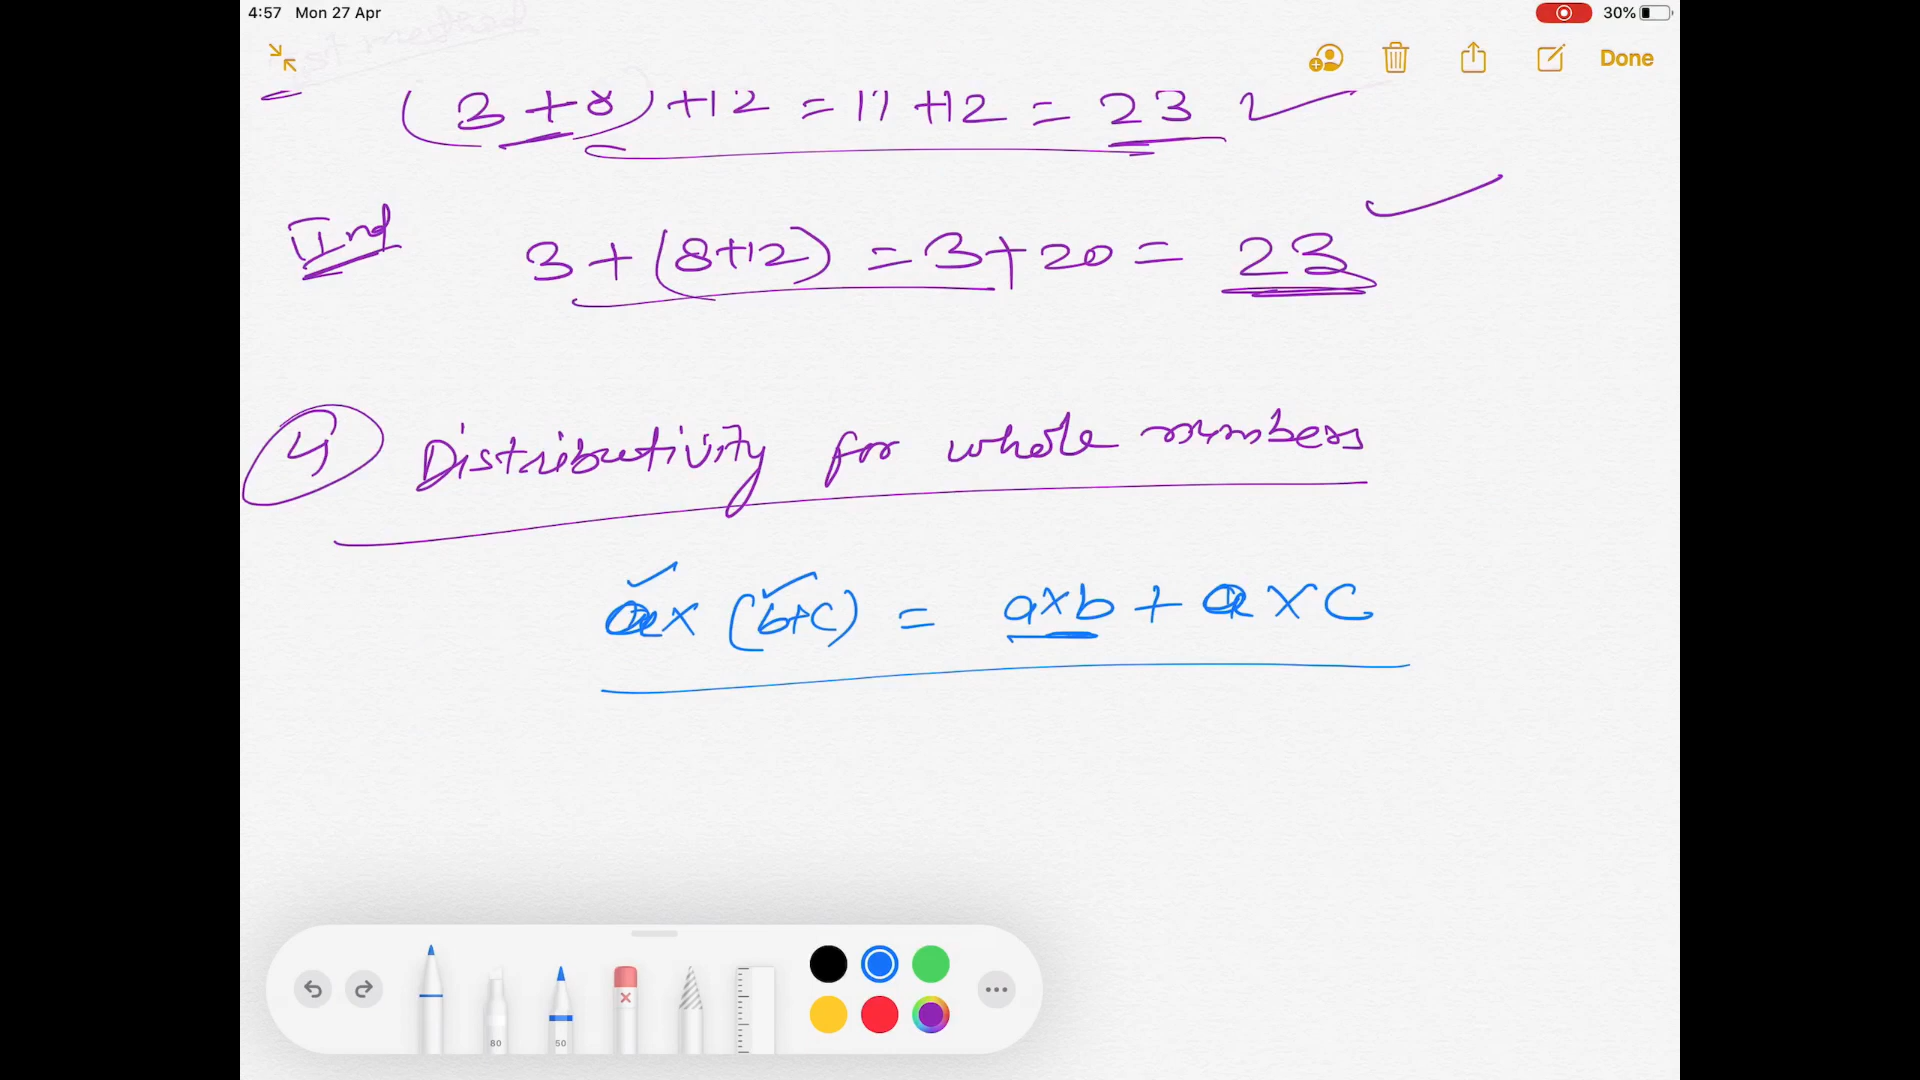 4:57 Mon 27 Apr
30%
Done
(3 + 8) + 12 = 11 + 12 = 23 ✓
IInd 3 + (8+12) = 3 + 20 = 23 ✓
4 Distributivity for whole numbers
a × (b+c) = a×b + a × c
80 50